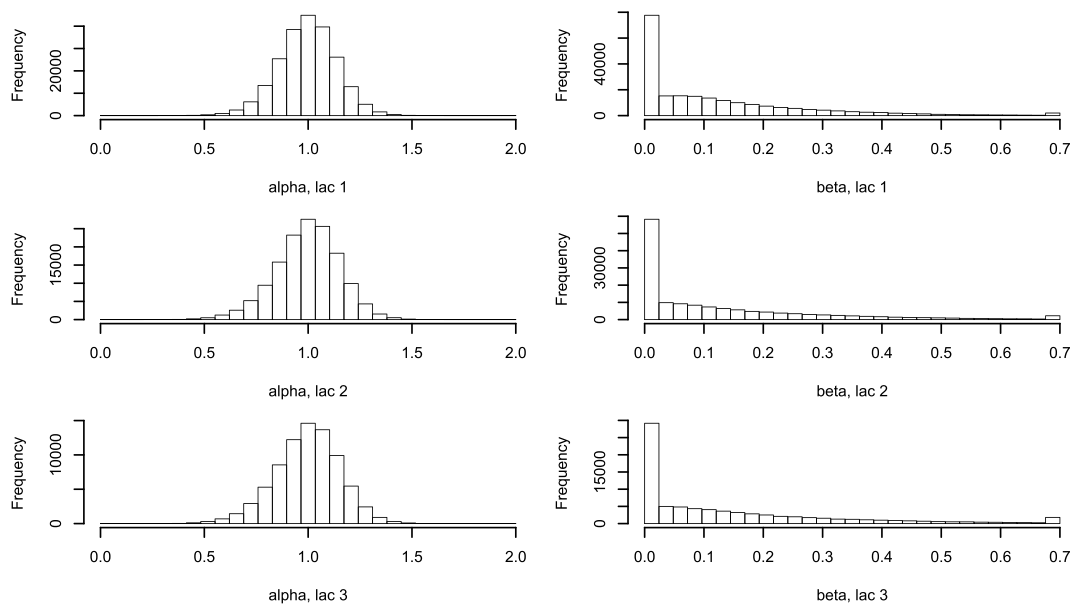 Frequency
20000
0
0.0 0.5 1.0 1.5 2.0
alpha, lac 1
Frequency
40000
0
0.0 0.1 0.2 0.3 0.4 0.5 0.6 0.7
beta, lac 1
Frequency
15000
0
0.0 0.5 1.0 1.5 2.0
alpha, lac 2
Frequency
30000
0
0.0 0.1 0.2 0.3 0.4 0.5 0.6 0.7
beta, lac 2
Frequency
10000
0
0.0 0.5 1.0 1.5 2.0
alpha, lac 3
Frequency
15000
0
0.0 0.1 0.2 0.3 0.4 0.5 0.6 0.7
beta, lac 3